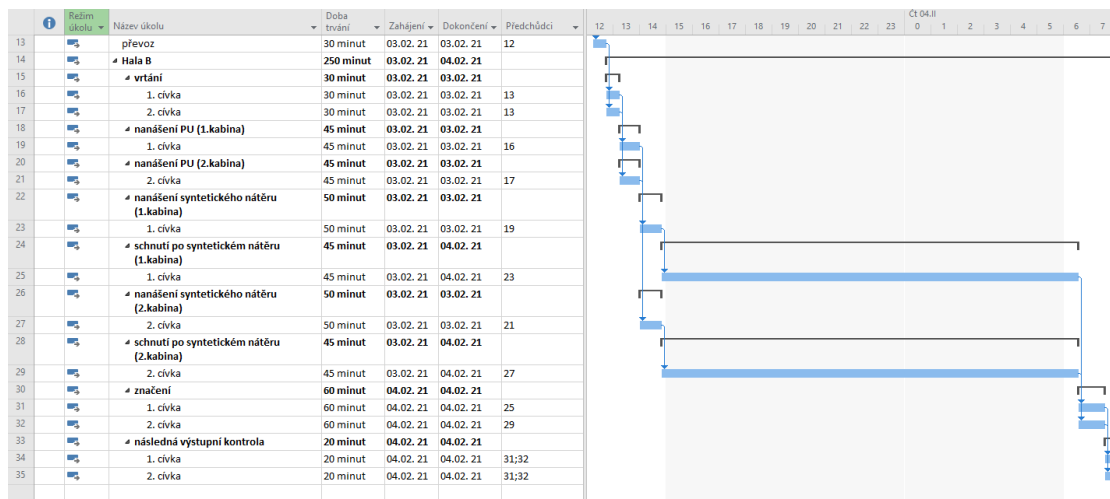 Čt 04.II
Režim úkolu Název úkolu Doba trvání Zahájení Dokončení Předchůdci 12 13 14 15 16 17 18 19 20 21 22 23 0 1 2 3 4 5 6 7
13 převoz 30 minut 03.02. 21 03.02. 21 12
14 Hala B 250 minut 03.02. 21 04.02. 21
15 vrtání 30 minut 03.02. 21 03.02. 21
16 1. cívka 30 minut 03.02. 21 03.02. 21 13
17 2. cívka 30 minut 03.02. 21 03.02. 21 13
18 nanášení PU (1.kabina) 45 minut 03.02. 21 03.02. 21
19 1. cívka 45 minut 03.02. 21 03.02. 21 16
20 nanášení PU (2.kabina) 45 minut 03.02. 21 03.02. 21
21 2. cívka 45 minut 03.02. 21 03.02. 21 17
22 nanášení syntetického nátěru 50 minut 03.02. 21 03.02. 21
(1.kabina)
23 1. cívka 50 minut 03.02. 21 03.02. 21 19
24 schnutí po syntetickém nátěru 45 minut 03.02. 21 04.02. 21
(1.kabina)
25 1. cívka 45 minut 03.02. 21 04.02. 21 23
26 nanášení syntetického nátěru 50 minut 03.02. 21 03.02. 21
(2.kabina)
27 2. cívka 50 minut 03.02. 21 03.02. 21 21
28 schnutí po syntetickém nátěru 45 minut 03.02. 21 04.02. 21
(2.kabina)
29 2. cívka 45 minut 03.02. 21 04.02. 21 27
30 značení 60 minut 04.02. 21 04.02. 21
31 1. cívka 60 minut 04.02. 21 04.02. 21 25
32 2. cívka 60 minut 04.02. 21 04.02. 21 29
33 následná výstupní kontrola 20 minut 04.02. 21 04.02. 21
34 1. cívka 20 minut 04.02. 21 04.02. 21 31;32
35 2. cívka 20 minut 04.02. 21 04.02. 21 31;32